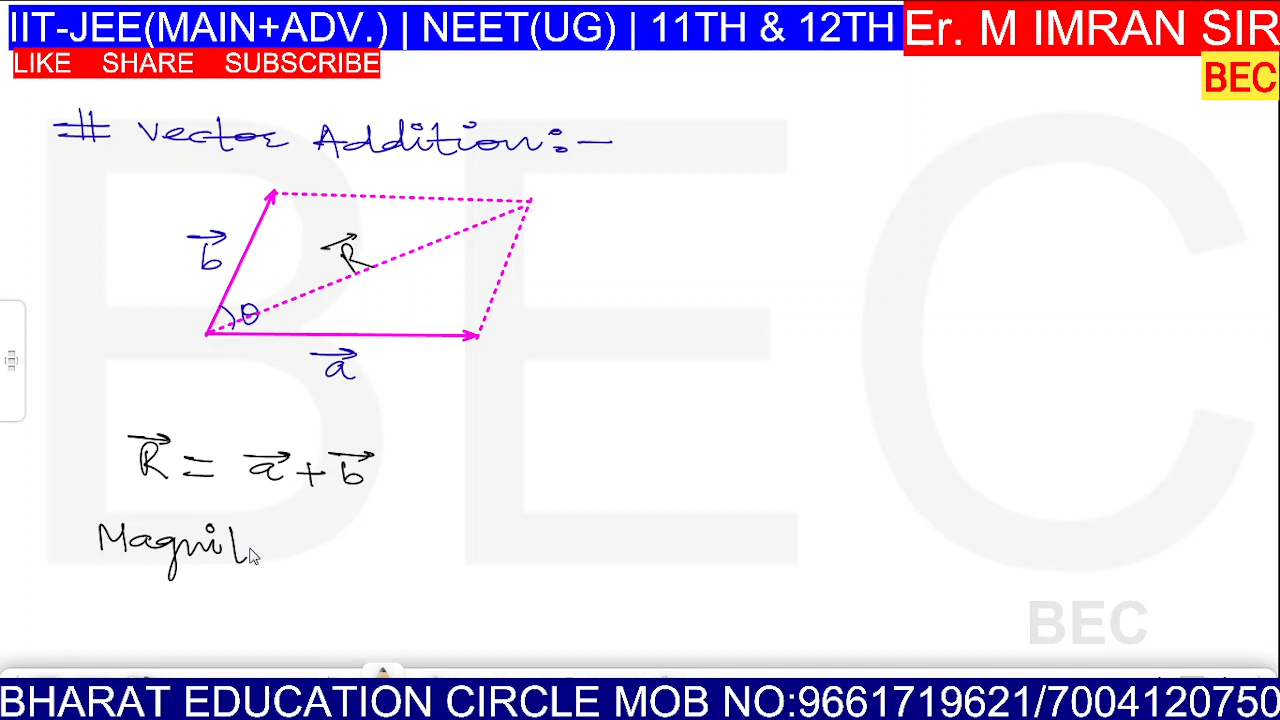 IIT-JEE(MAIN+ADV.) | NEET(UG) | 11TH & 12TH Er. M IMRAN SIR
LIKE SHARE SUBSCRIBE
BEC
# Vector Addition:-
b⃗
R⃗
θ
a⃗
R⃗ = a⃗ + b⃗
Magnit
BEC
BEC
BHARAT EDUCATION CIRCLE MOB NO:9661719621/7004120750